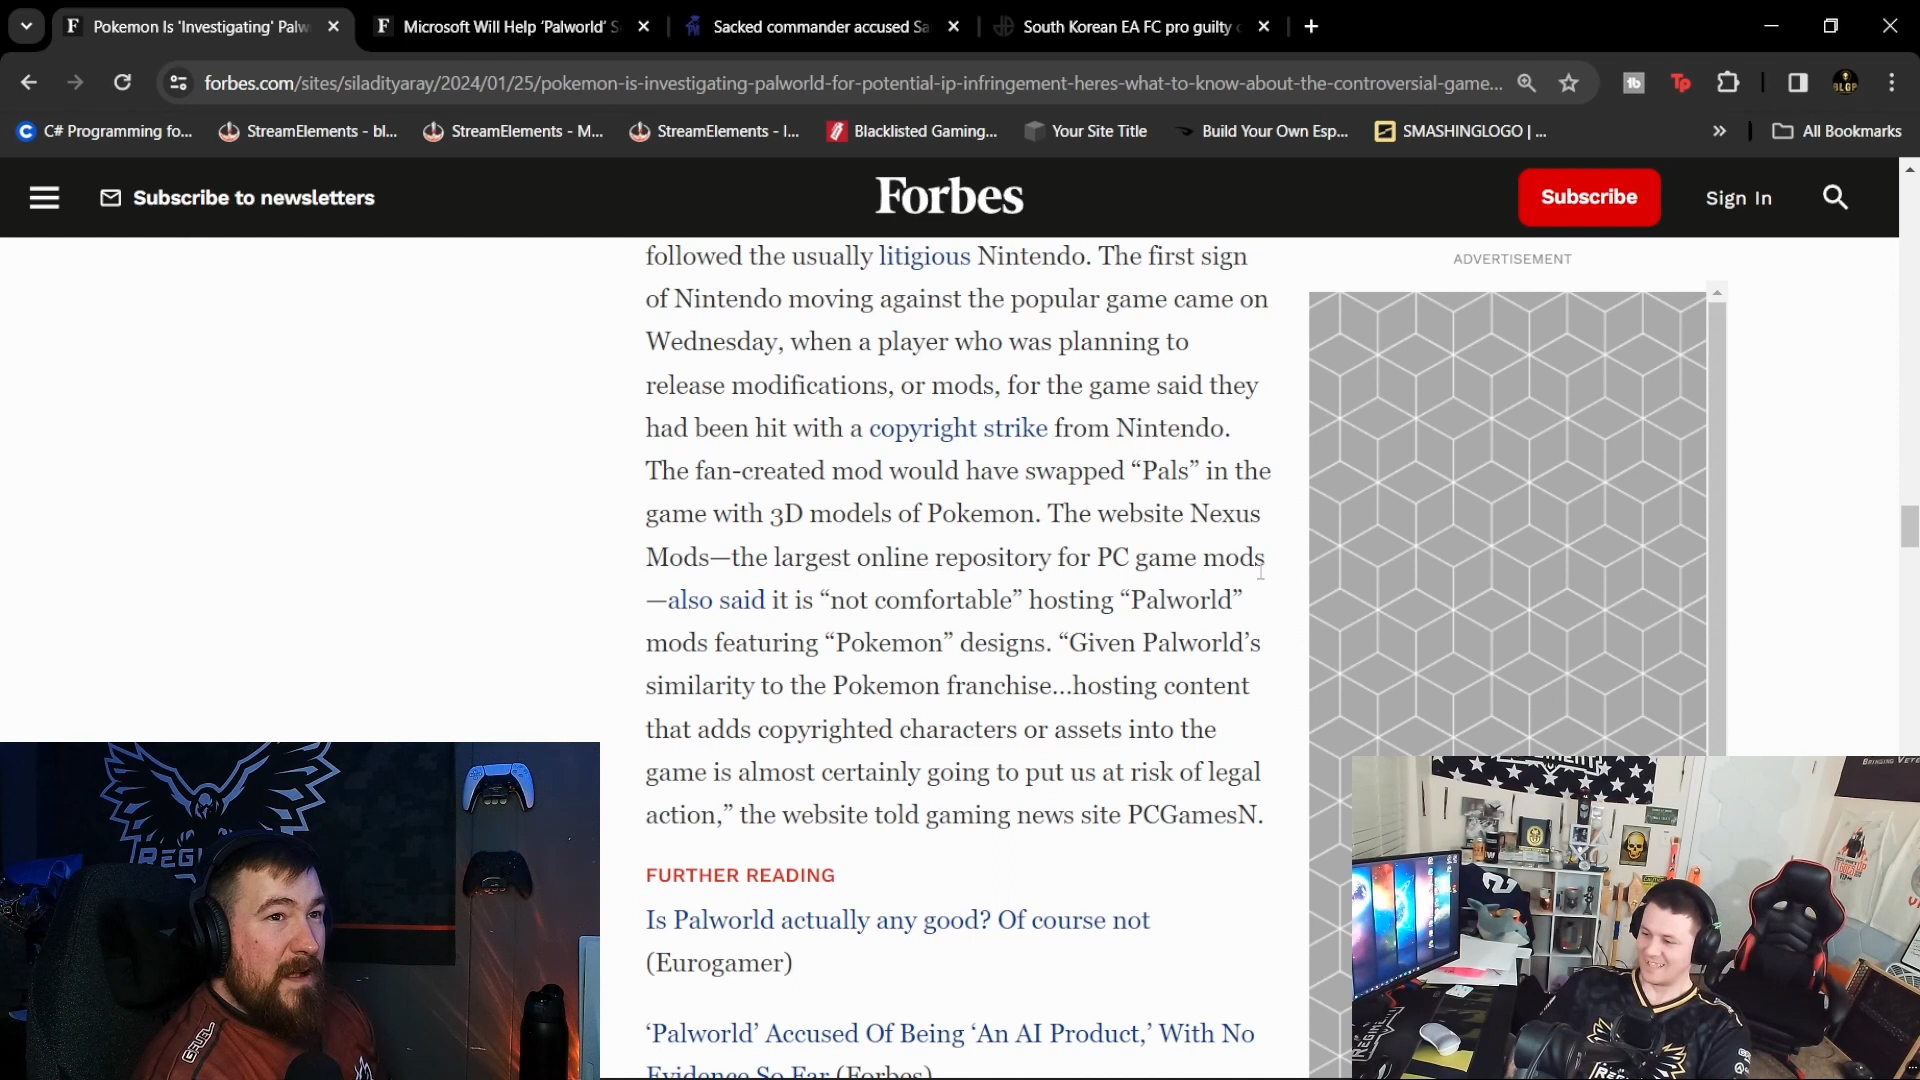 Pokemon Is 'Investigating' Palw
Microsoft Will Help 'Palworld' S
Sacked commander accused Sa
South Korean EA FC pro guilty
forbes.com/sites/siladityaray/2024/01/25/pokemon-is-investigating-palworld-for-potential-ip-infringement-heres-what-to-know-about-the-controversial-game...
C# Programming fo...
StreamElements - bl...
StreamElements - M...
StreamElements - I...
Blacklisted Gaming...
Your Site Title
Build Your Own Esp...
SMASHINGLOGO | ...
All Bookmarks
Subscribe to newsletters
Forbes
Subscribe
Sign In
followed the usually litigious Nintendo. The first sign
of Nintendo moving against the popular game came on
Wednesday, when a player who was planning to
release modifications, or mods, for the game said they
had been hit with a copyright strike from Nintendo.
The fan-created mod would have swapped “Pals” in the
game with 3D models of Pokemon. The website Nexus
Mods—the largest online repository for PC game mods
—also said it is “not comfortable” hosting “Palworld”
mods featuring “Pokemon” designs. “Given Palworld’s
similarity to the Pokemon franchise…hosting content
that adds copyrighted characters or assets into the
game is almost certainly going to put us at risk of legal
action,” the website told gaming news site PCGamesN.
FURTHER READING
Is Palworld actually any good? Of course not
(Eurogamer)
‘Palworld’ Accused Of Being ‘An AI Product,’ With No
Evidence So Far (Forbes)
ADVERTISEMENT
REGI
GFUEL